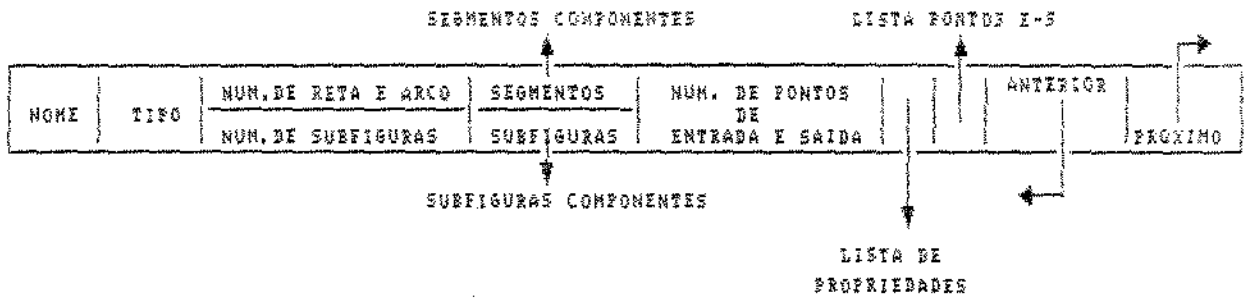 SEGMENTOS COMPONENTES
LISTA PONTOS E-S
NOME
TIPO
NUM.DE RETA E ARCO
NUM.DE SUBFIGURAS
SEGMENTOS
SUBFIGURAS
NUM. DE PONTOS
DE
ENTRADA E SAIDA
ANTERIOR
PROXIMO
SUBFIGURAS COMPONENTES
LISTA DE
PROPRIEDADES